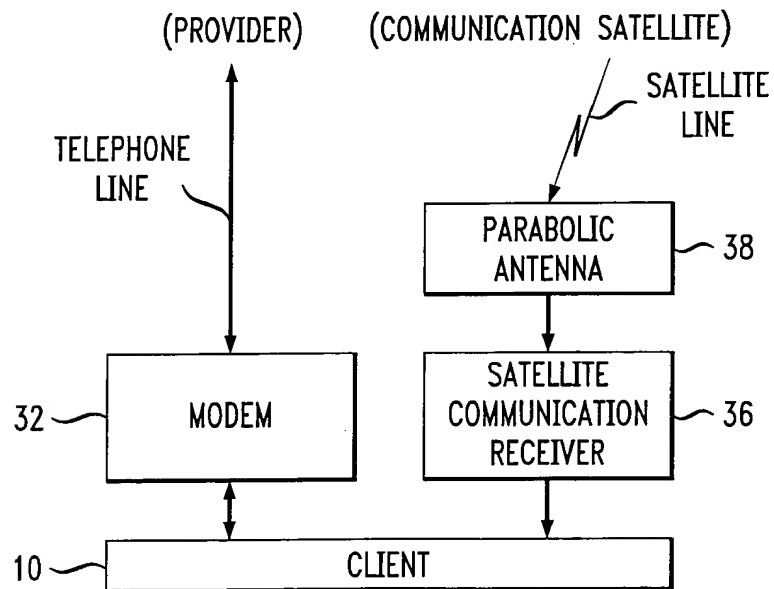 (PROVIDER)
(COMMUNICATION SATELLITE)
SATELLITE
LINE
TELEPHONE
LINE
PARABOLIC
ANTENNA
38
32
MODEM
SATELLITE
COMMUNICATION
RECEIVER
36
10
CLIENT